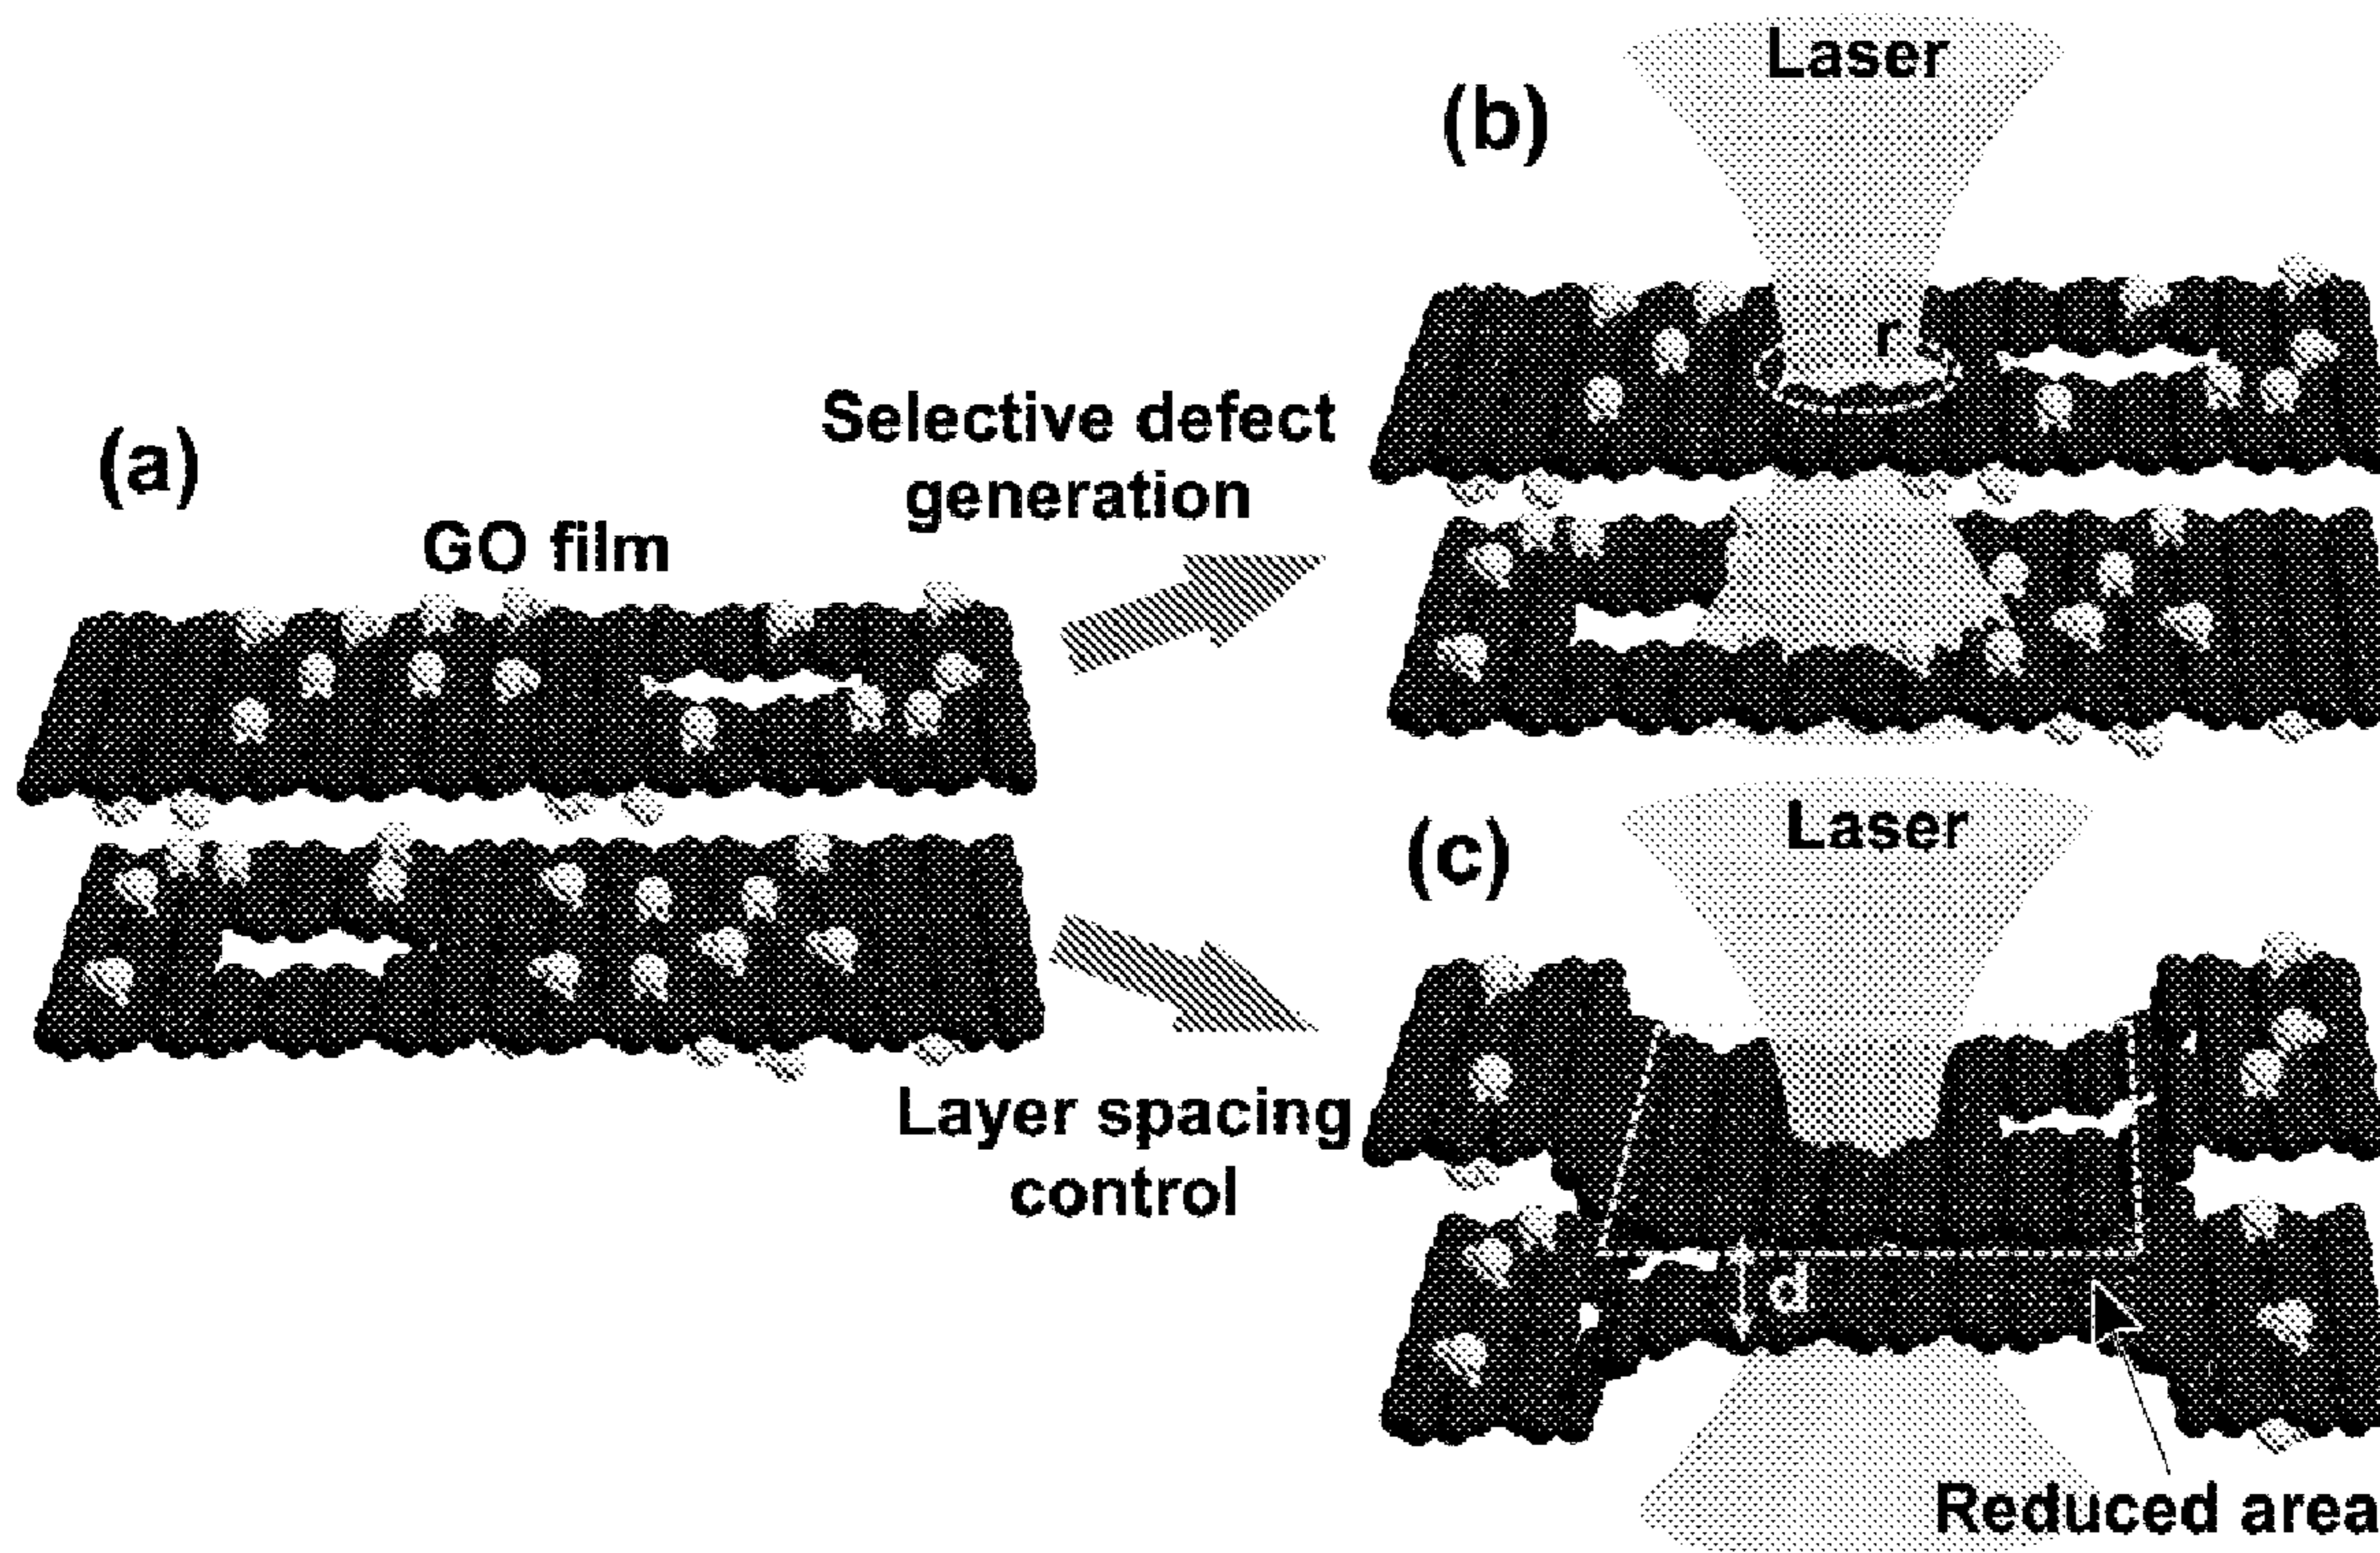 (a)
GO film
Selective defect
generation
Layer spacing
control
(b)
Laser
r
(c)
Laser
d
Reduced area